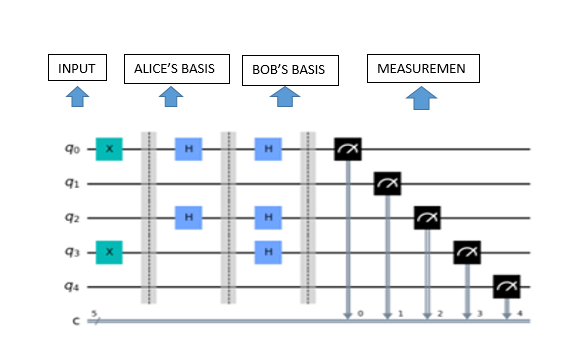 INPUT ALICE'S BASIS BOB'S BASIS MEASUREMEN
q0 X H H
q1
q2 H H
q3 X H
q4
c 5 0 1 2 3 4